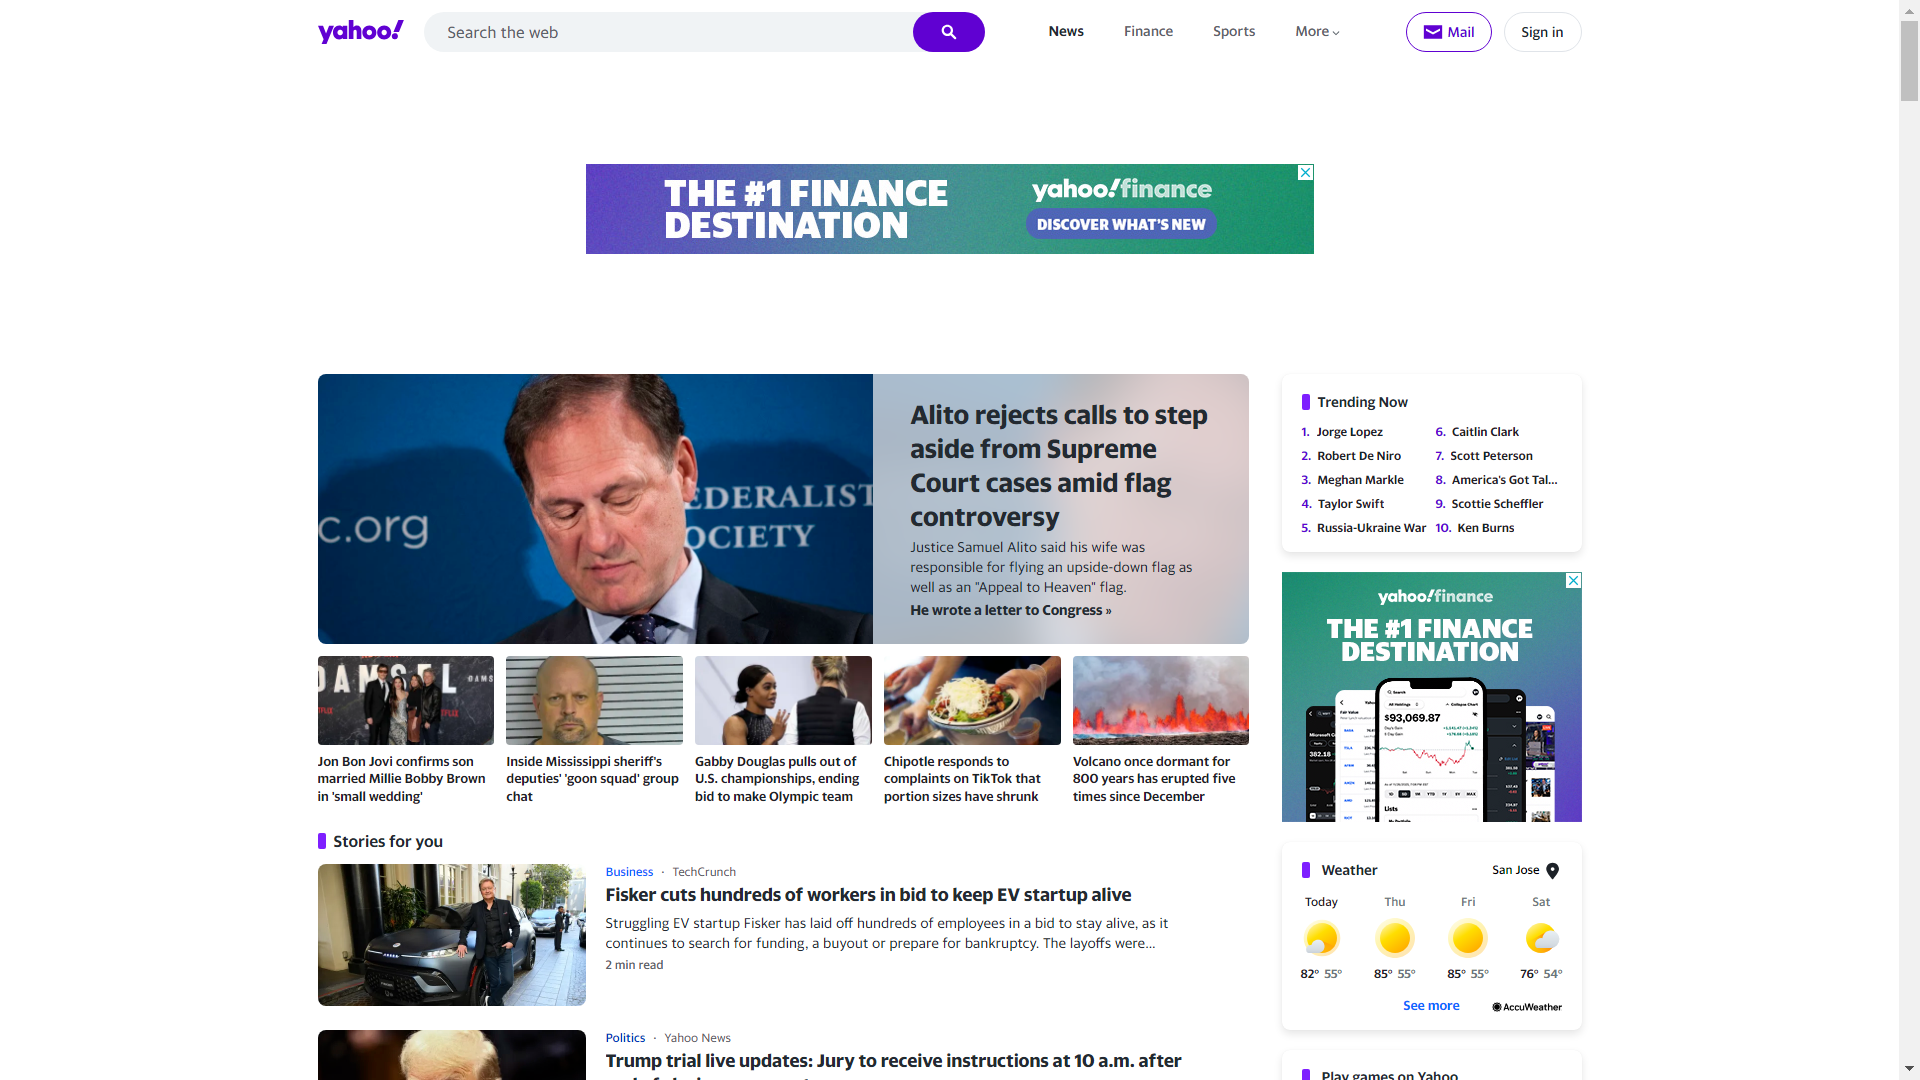 yahoo!
Search the web
News
Finance
Sports
More
Mail
Sign in
THE #1 FINANCE
DESTINATION
yahoo!finance
DISCOVER WHAT'S NEW
c.org
EDERALIST
OCIETY
Alito rejects calls to step
aside from Supreme
Court cases amid flag
controversy
Justice Samuel Alito said his wife was
responsible for flying an upside-down flag as
well as an "Appeal to Heaven" flag.
He wrote a letter to Congress »
Trending Now
1. Jorge Lopez
2. Robert De Niro
3. Meghan Markle
4. Taylor Swift
5. Russia-Ukraine War
6. Caitlin Clark
7. Scott Peterson
8. America's Got Tal...
9. Scottie Scheffler
10. Ken Burns
yahoo!finance
THE #1 FINANCE
DESTINATION
Search
All Holdings
Collapse Chart
$93,069.87
Lists
DAMSEL
Jon Bon Jovi confirms son
married Millie Bobby Brown
in 'small wedding'
Inside Mississippi sheriff's
deputies' 'goon squad' group
chat
Gabby Douglas pulls out of
U.S. championships, ending
bid to make Olympic team
Chipotle responds to
complaints on TikTok that
portion sizes have shrunk
Volcano once dormant for
800 years has erupted five
times since December
Stories for you
Business · TechCrunch
Fisker cuts hundreds of workers in bid to keep EV startup alive
Struggling EV startup Fisker has laid off hundreds of employees in a bid to stay alive, as it
continues to search for funding, a buyout or prepare for bankruptcy. The layoffs were...
2 min read
Politics · Yahoo News
Trump trial live updates: Jury to receive instructions at 10 a.m. after
Weather
San Jose
Today
Thu
Fri
Sat
82° 55°
85° 55°
85° 55°
76° 54°
See more
AccuWeather
Play games on Yahoo